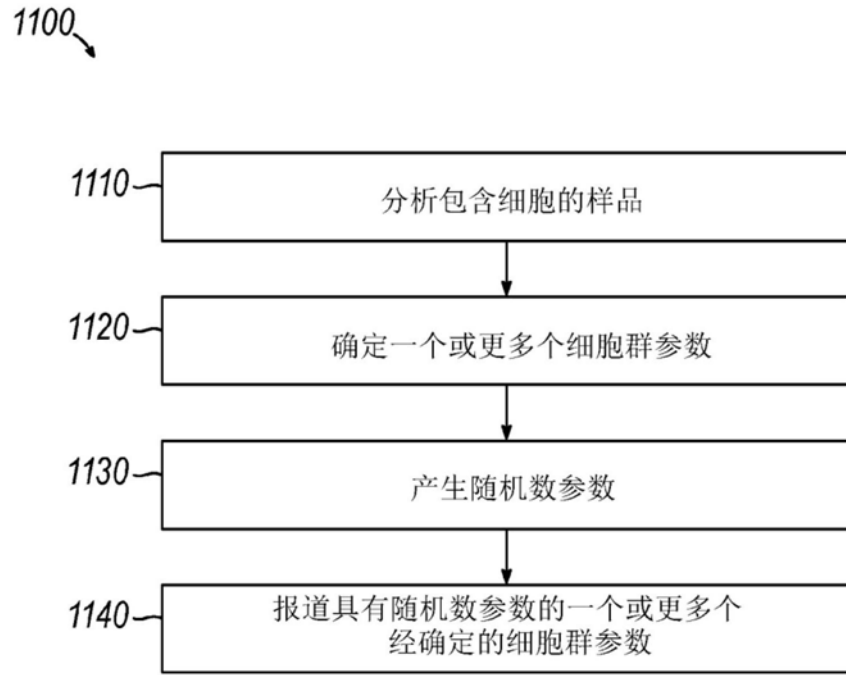 1100
1110
分析包含细胞的样品
1120
确定一个或更多个细胞群参数
1130
产生随机数参数
1140
报道具有随机数参数的一个或更多个
经确定的细胞群参数